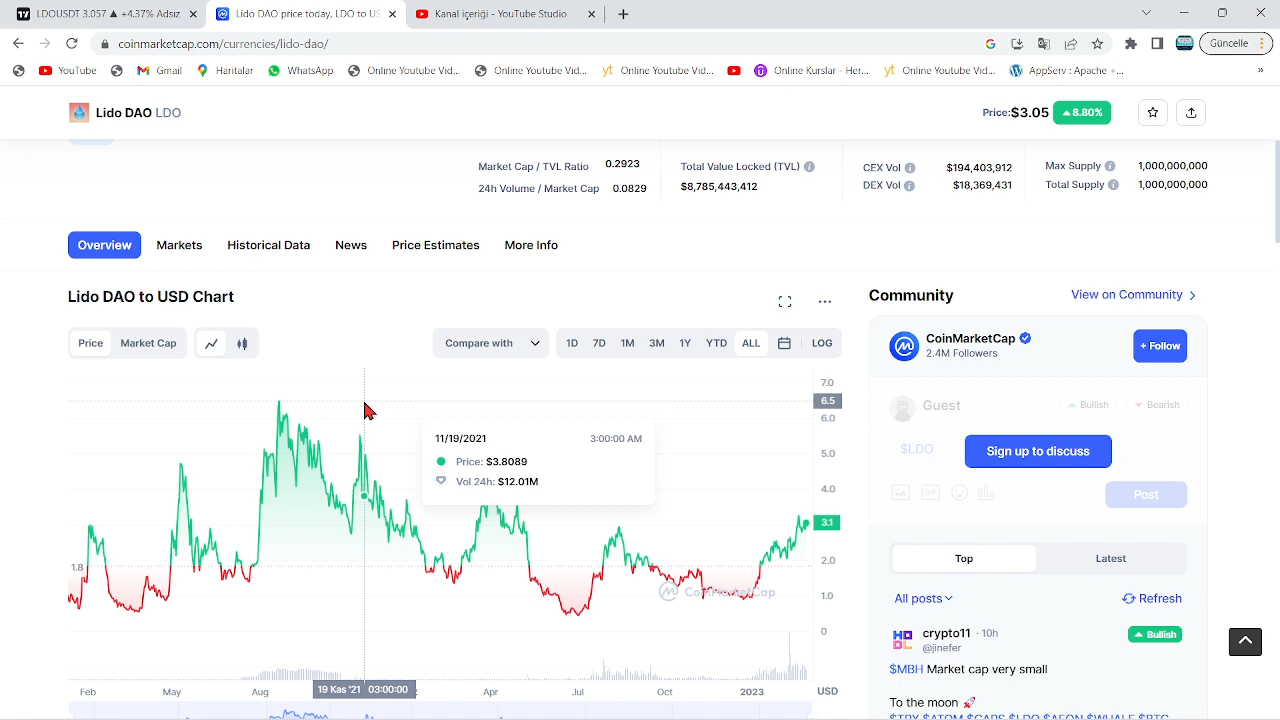 LDOUSDT 3.057 ▲ +4.37% Adsız
Lido DAO price today, LDO to US
Kanal içeriği - YouTube Studio
coinmarketcap.com/currencies/lido-dao/
Güncelle
YouTube
Gmail
Haritalar
WhatsApp
Online Youtube Vid...
Online Youtube Vid...
Online Youtube Vid...
Online Kurslar - Her...
Online Youtube Vid...
AppServ : Apache +...
Lido DAO LDO
Price:$3.05 8.80%
Market Cap / TVL Ratio 0.2923
24h Volume / Market Cap 0.0829
Total Value Locked (TVL)
$8,785,443,412
CEX Vol $194,403,912
DEX Vol $18,369,431
Max Supply 1,000,000,000
Total Supply 1,000,000,000
Overview Markets Historical Data News Price Estimates More Info
Lido DAO to USD Chart
Price Market Cap
Compare with
1D 7D 1M 3M 1Y YTD ALL LOG
7.0
6.5
6.0
5.0
4.0
3.1
2.0
1.0
0
1.8
11/19/2021 3:00:00 AM
Price: $3.8089
Vol 24h: $12.01M
CoinMarketCap
Feb May Aug 19 Kas '21 03:00:00 Apr Jul Oct 2023 USD
Community
View on Community
CoinMarketCap
2.4M Followers
+ Follow
Guest
Bullish
Bearish
$LDO
Sign up to discuss
GIF
Post
Top Latest
All posts
Refresh
crypto11 · 10h
@jinefer
Bullish
$MBH Market cap very small
To the moon 🚀